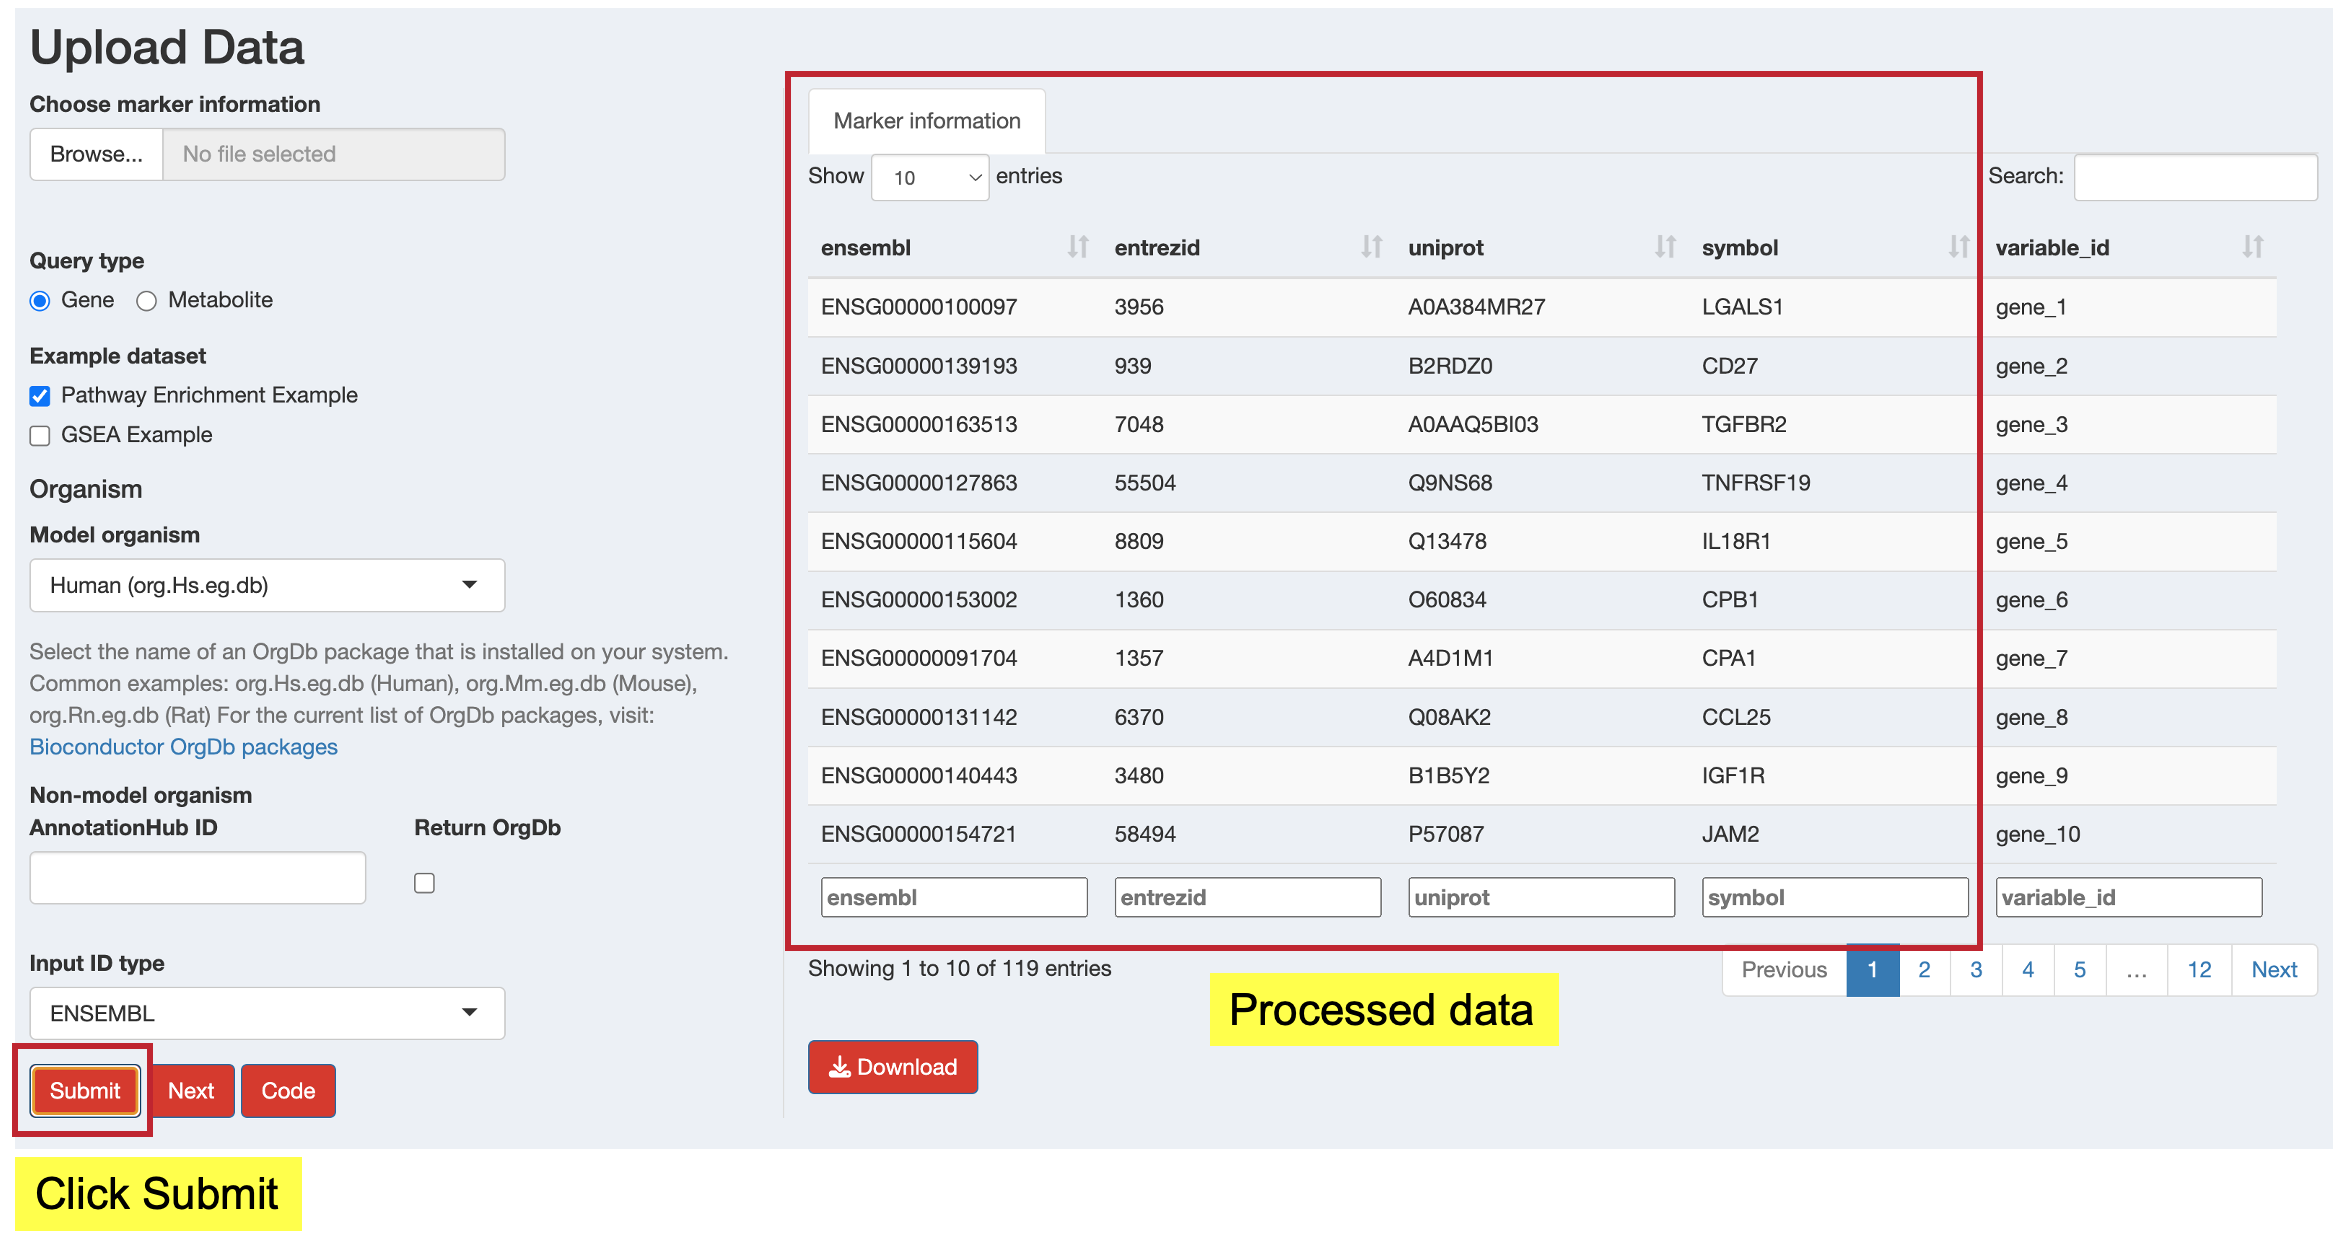 Upload Data
Choose marker information
Browse... No file selected
Query type
Gene Metabolite
Example dataset
Pathway Enrichment Example
GSEA Example
Organism
Model organism
Human (org.Hs.eg.db)
Select the name of an OrgDb package that is installed on your system.
Common examples: org.Hs.eg.db (Human), org.Mm.eg.db (Mouse),
org.Rn.eg.db (Rat) For the current list of OrgDb packages, visit:
Bioconductor OrgDb packages
Non-model organism
AnnotationHub ID Return OrgDb
Input ID type
ENSEMBL
Submit Next Code
Click Submit
Marker information
Show 10 entries Search:
ensembl entrezid uniprot symbol variable_id
ENSG00000100097 3956 A0A384MR27 LGALS1 gene_1
ENSG00000139193 939 B2RDZ0 CD27 gene_2
ENSG00000163513 7048 A0AAQ5BI03 TGFBR2 gene_3
ENSG00000127863 55504 Q9NS68 TNFRSF19 gene_4
ENSG00000115604 8809 Q13478 IL18R1 gene_5
ENSG00000153002 1360 O60834 CPB1 gene_6
ENSG00000091704 1357 A4D1M1 CPA1 gene_7
ENSG00000131142 6370 Q08AK2 CCL25 gene_8
ENSG00000140443 3480 B1B5Y2 IGF1R gene_9
ENSG00000154721 58494 P57087 JAM2 gene_10
ensembl entrezid uniprot symbol variable_id
Showing 1 to 10 of 119 entries Previous 1 2 3 4 5 ... 12 Next
Processed data
Download